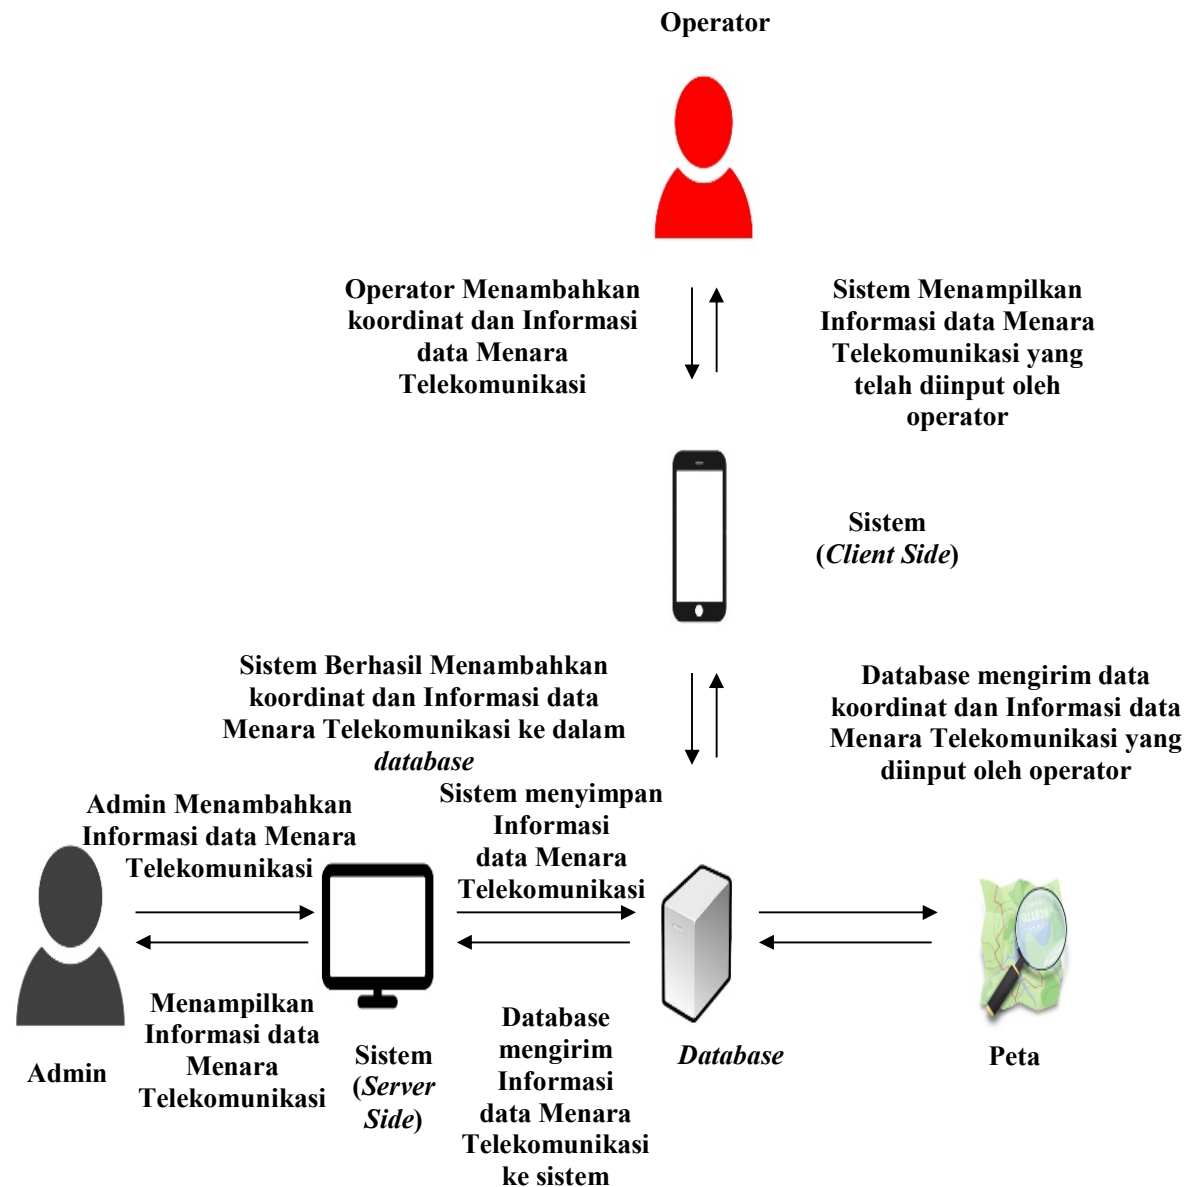 Operator
Operator Menambahkan
koordinat dan Informasi
data Menara
Telekomunikasi
Sistem Menampilkan
Informasi data Menara
Telekomunikasi yang
telah diinput oleh
operator
Sistem
(Client Side)
Sistem Berhasil Menambahkan
koordinat dan Informasi data
Menara Telekomunikasi ke dalam
database
Database mengirim data
koordinat dan Informasi data
Menara Telekomunikasi yang
diinput oleh operator
Admin Menambahkan
Informasi data Menara
Telekomunikasi
Sistem menyimpan
Informasi
data Menara
Telekomunikasi
Menampilkan
Informasi data
Menara
Telekomunikasi
Database
mengirim
Informasi
data Menara
Telekomunikasi
ke sistem
Admin
Sistem
(Server
Side)
Database
Peta